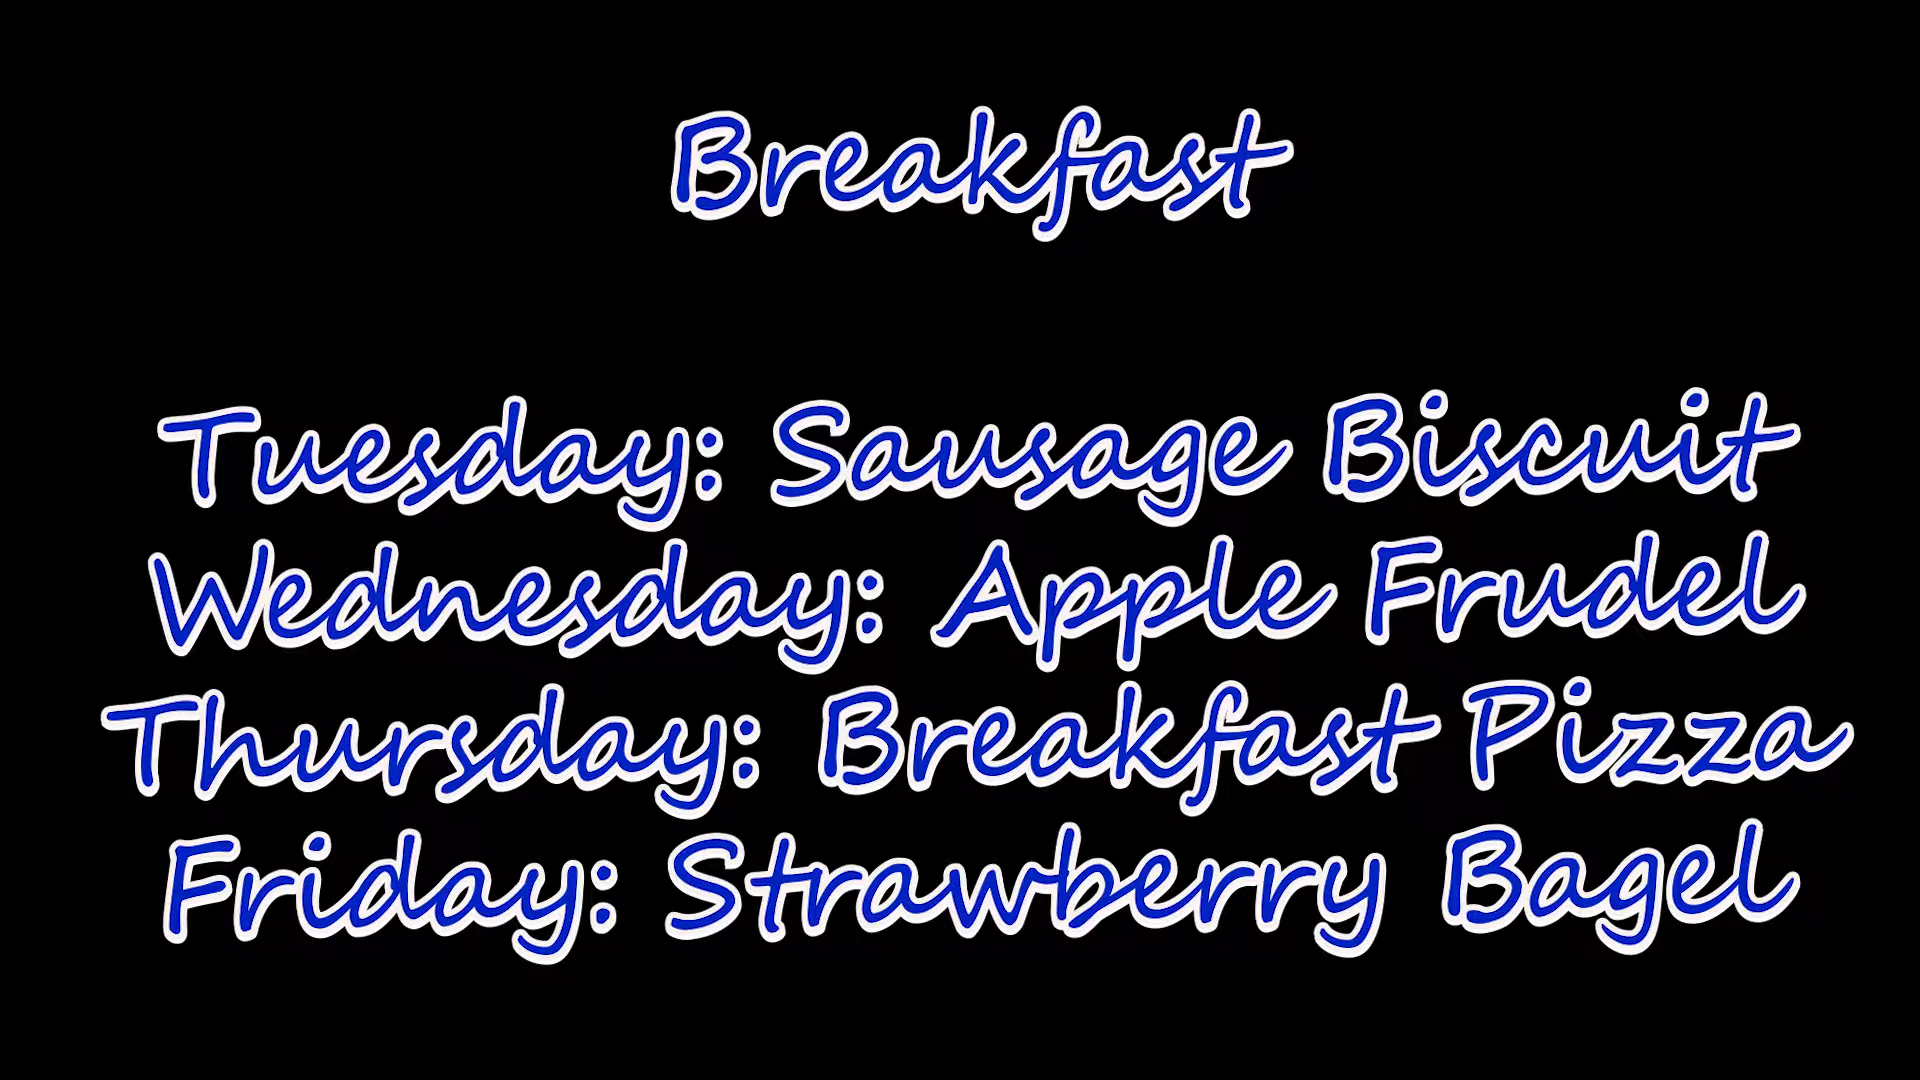 Breakfast
Tuesday: Sausage Biscuit
Wednesday: Apple Frudel
Thursday: Breakfast Pizza
Friday: Strawberry Bagel